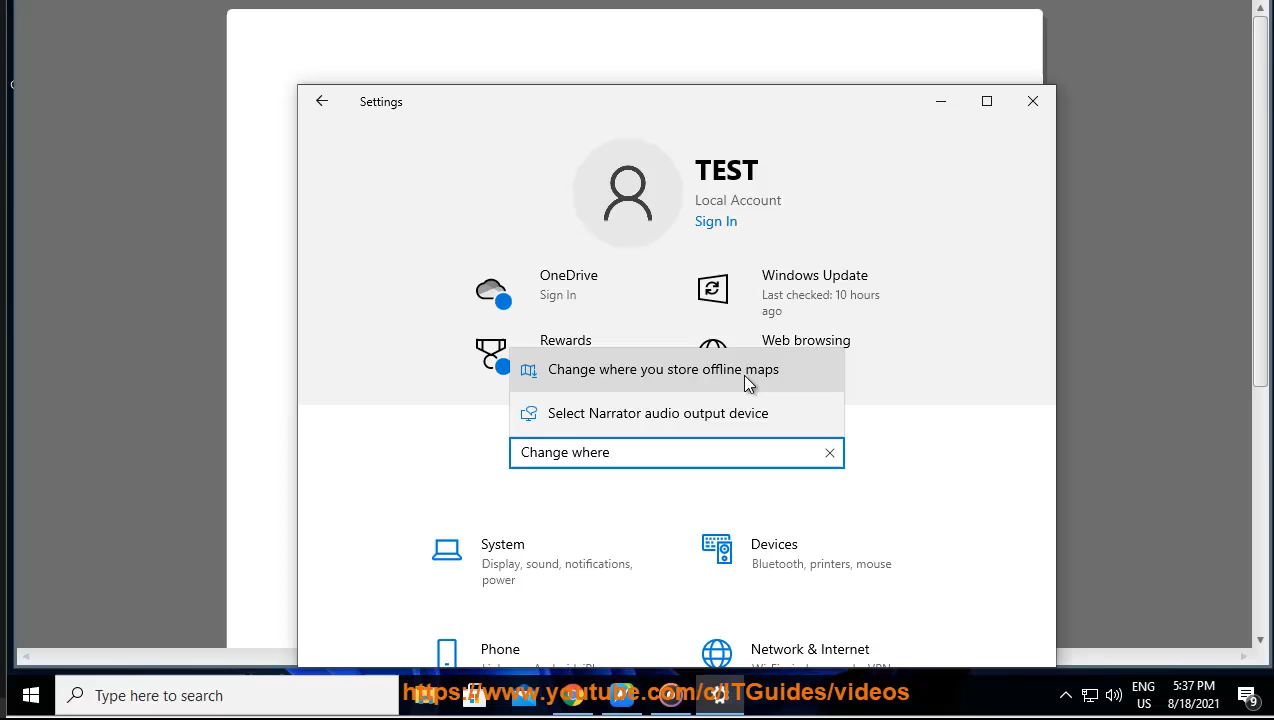 Settings
TEST
Local Account
Sign In
OneDrive
Sign In
Windows Update
Last checked: 10 hours
ago
Rewards
Web browsing
Change where you store offline maps
Select Narrator audio output device
Change where
System
Display, sound, notifications,
power
Devices
Bluetooth, printers, mouse
Phone
Network & Internet
Type here to search
https://www.youtube.com/c/ITGuides/videos
ENG
US
5:37 PM
8/18/2021
9